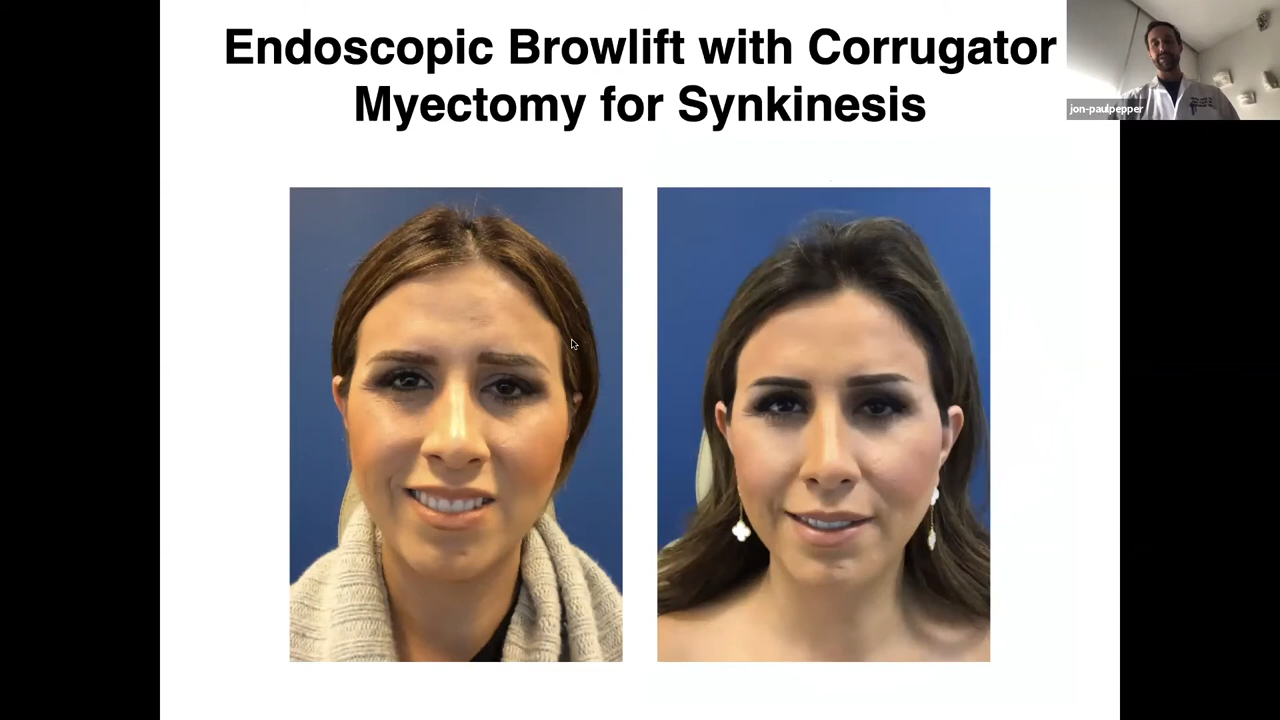 Endoscopic Browlift with Corrugator
Myectomy for Synkinesis
jon-paulpepper